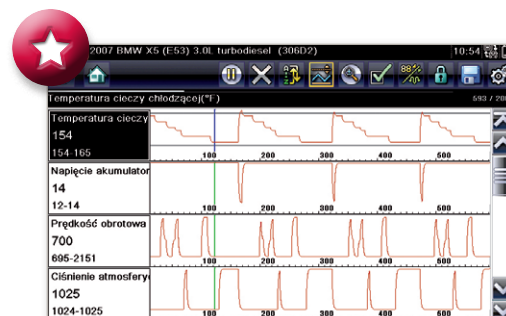 2007 BMW X5 (E53) 3.0L turbodiesel (306D2)
10:54
Temperatura cieczy chłodzącej(°F)
593 / 200
Temperatura cieczy
154
154-165
100 200 300 400 500
Napięcie akumulator
14
12-14
100 200 300 400 500
Prędkość obrotowa
700
695-2151
100 200 300 400 500
Ciśnienie atmosfery
1025
1024-1025
100 200 300 400 500